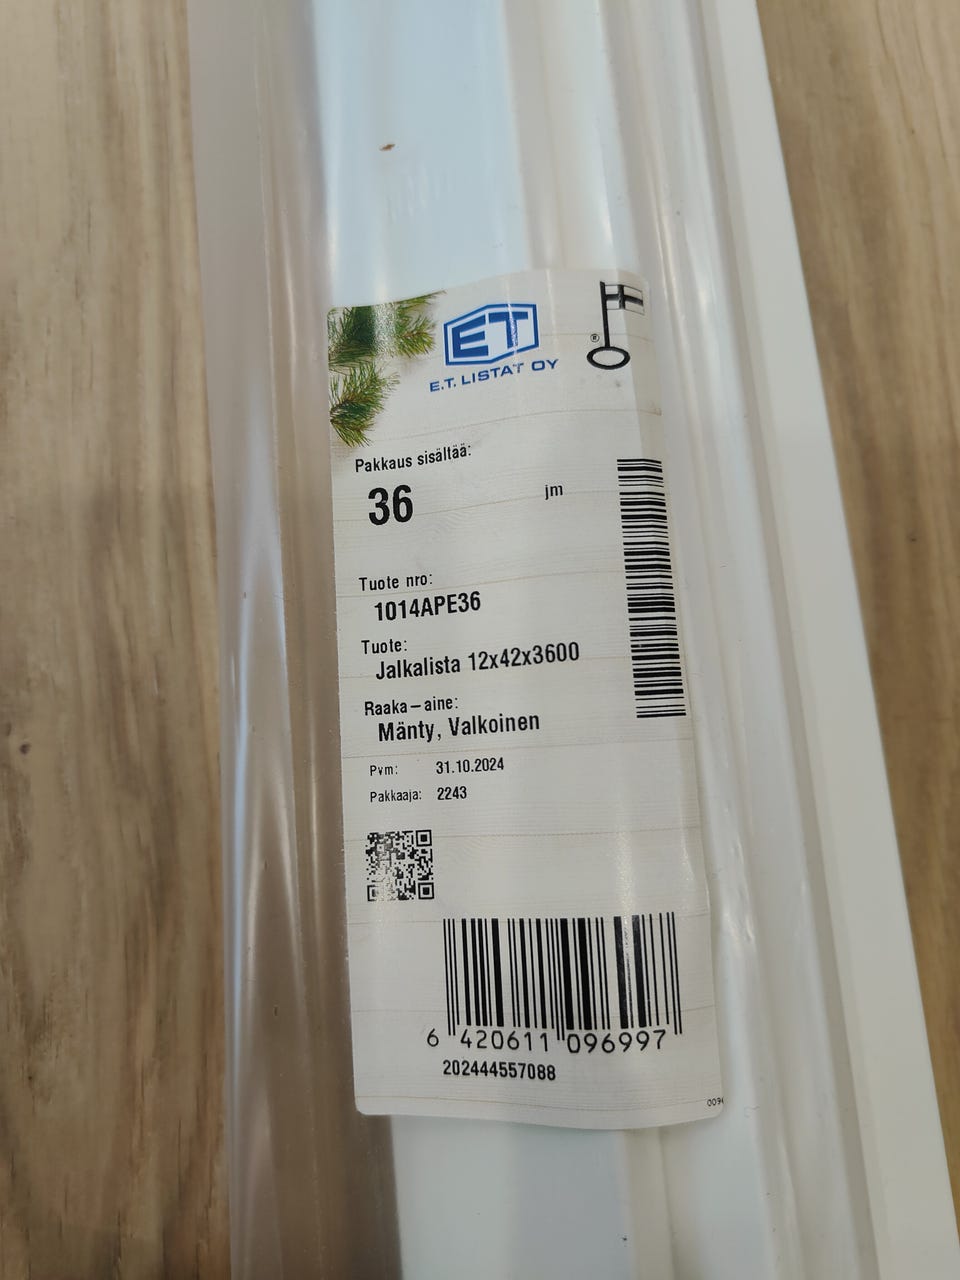 ET
E.T. LISTAT OY
®
Pakkaus sisältää:
36 jm
Tuote nro:
1014APE36
Tuote:
Jalkalista 12x42x3600
Raaka-aine:
Mänty, Valkoinen
Pvm: 31.10.2024
Pakkaaja: 2243
6 420611 096997
202444557088